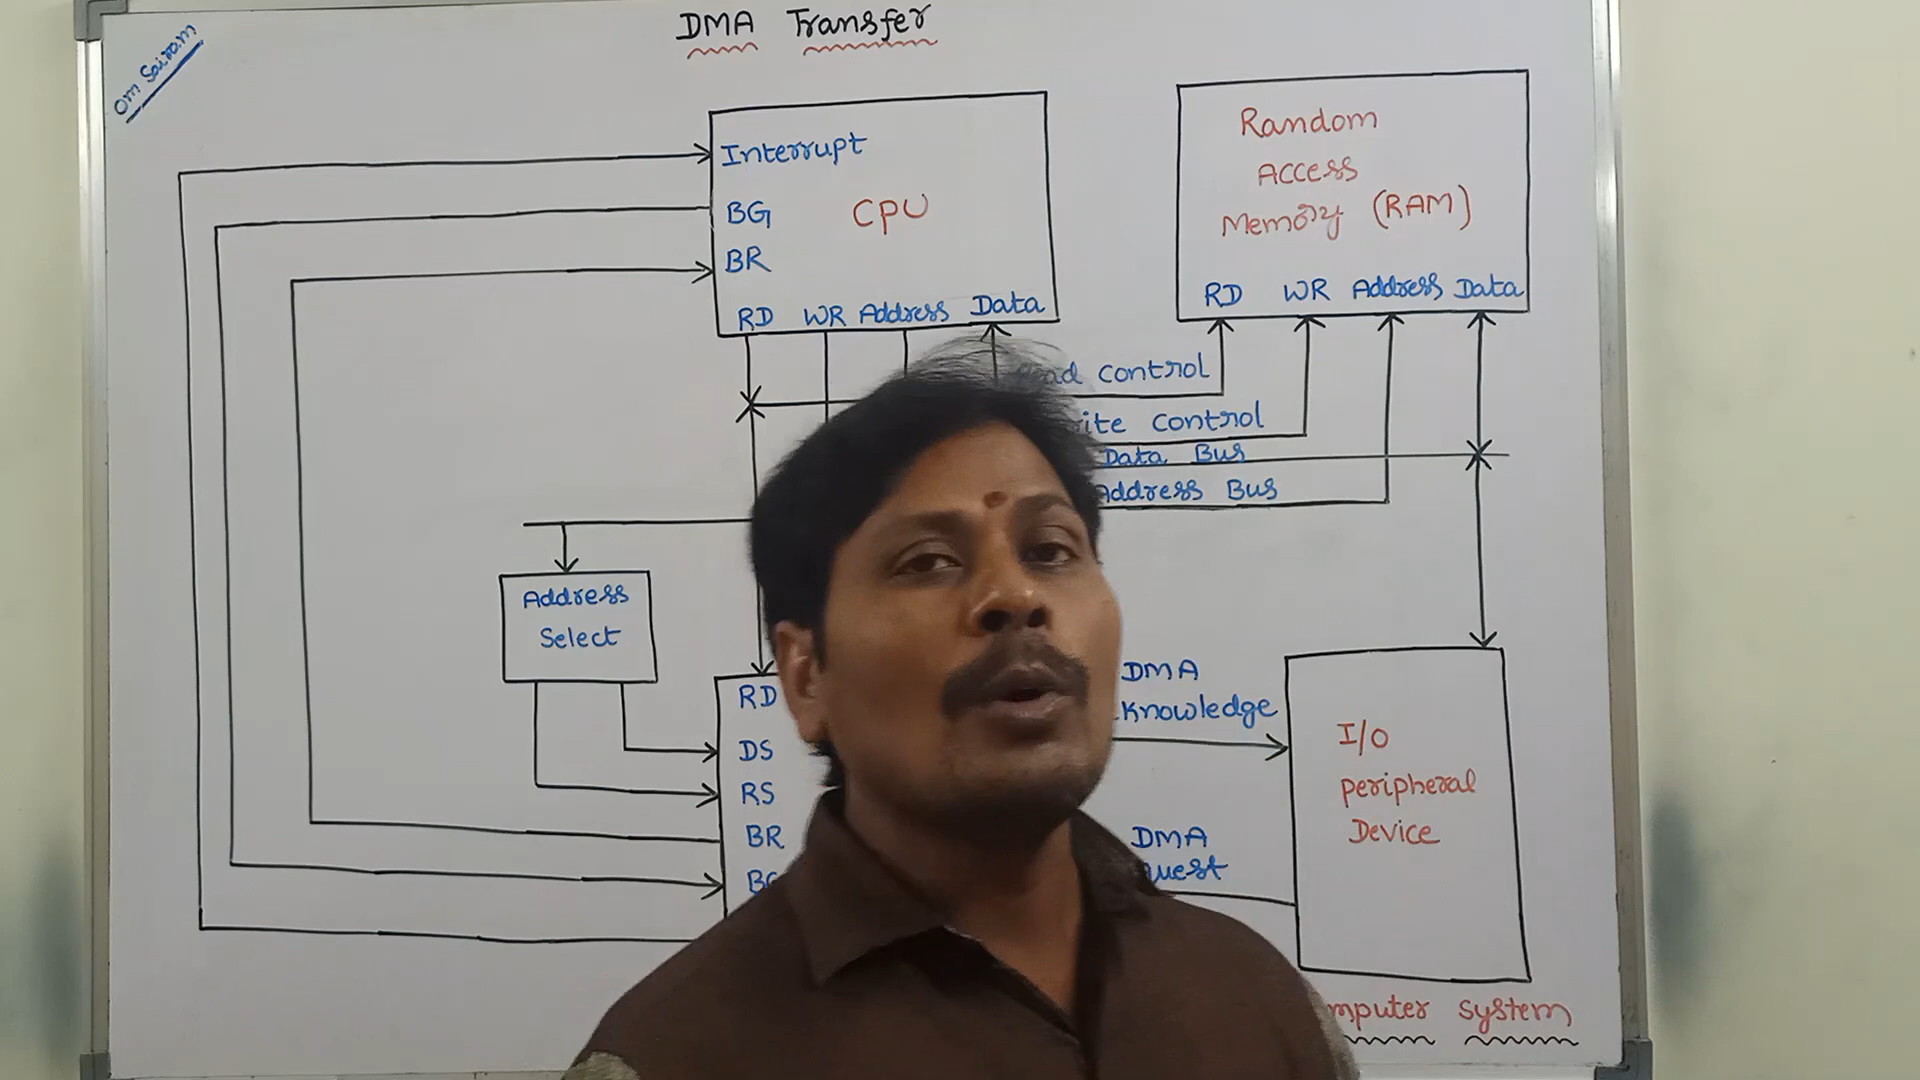 DMA Transfer
Om Sairam
Interrupt
BG
CPU
BR
RD WR Address Data
Random
Access
Memory (RAM)
RD WR Address Data
control
control
Data Bus
Address Bus
Address
Select
RD
DS
RS
BR
DMA
DMA
I/O
peripheral
Device
system